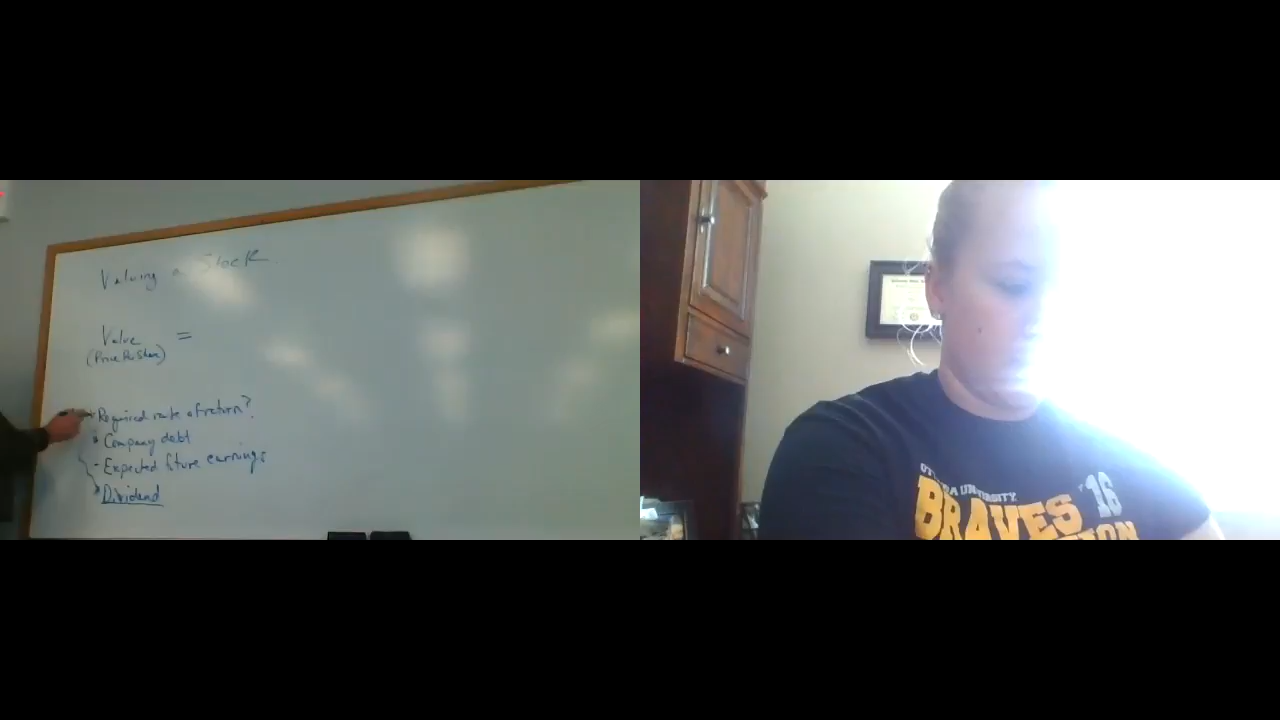 Valuing a Stock
Value =
(Price Per Share)
Required rate of return?
Company debt
- Expected future earnings
Dividend
BRAVES
16